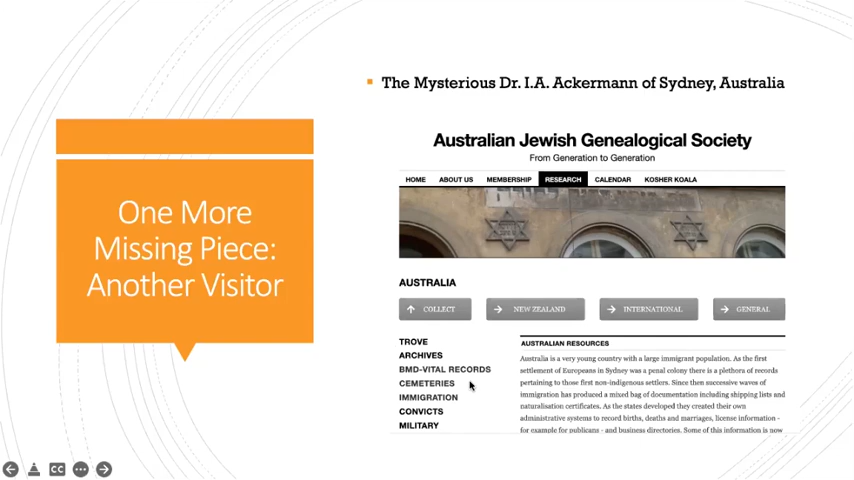 The Mysterious Dr. I.A. Ackermann of Sydney, Australia
One More
Missing Piece:
Another Visitor
Australian Jewish Genealogical Society
From Generation to Generation
HOME ABOUT US MEMBERSHIP RESEARCH CALENDAR KOSHER KOALA
AUSTRALIA
COLLECT NEW ZEALAND INTERNATIONAL GENERAL
TROVE
ARCHIVES
BMD-VITAL RECORDS
CEMETERIES
IMMIGRATION
CONVICTS
MILITARY
AUSTRALIAN RESOURCES
Australia is a very young country with a large immigrant population. As the first
settlement of Europeans in Sydney was a penal colony there is a plethors of records
pertaining to those first non-indigenous settlers. Since then successive waves of
immigration has produced a mixed bag of documentation including shipping lists and
naturalisation certificates. As the states developed they created their own
administrative systems to record births, deaths and marriages, license information -
for example for publicans - and business directories. Some of this information is now
CC